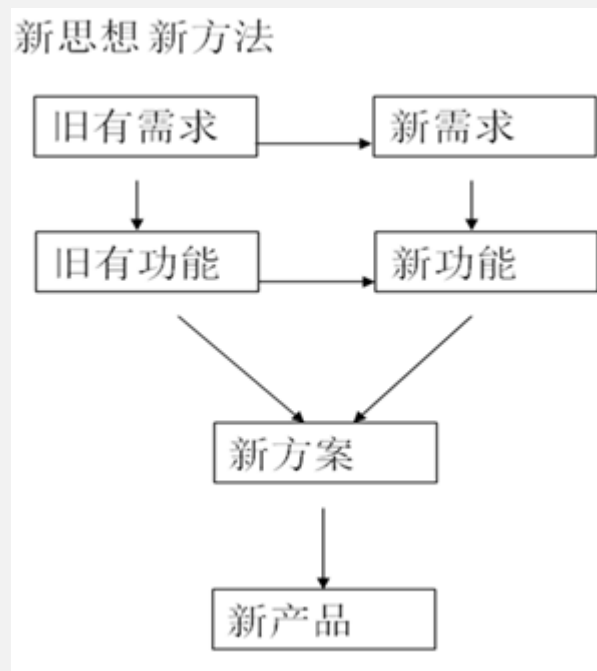 新思想 新方法
旧有需求
新需求
旧有功能
新功能
新方案
新产品